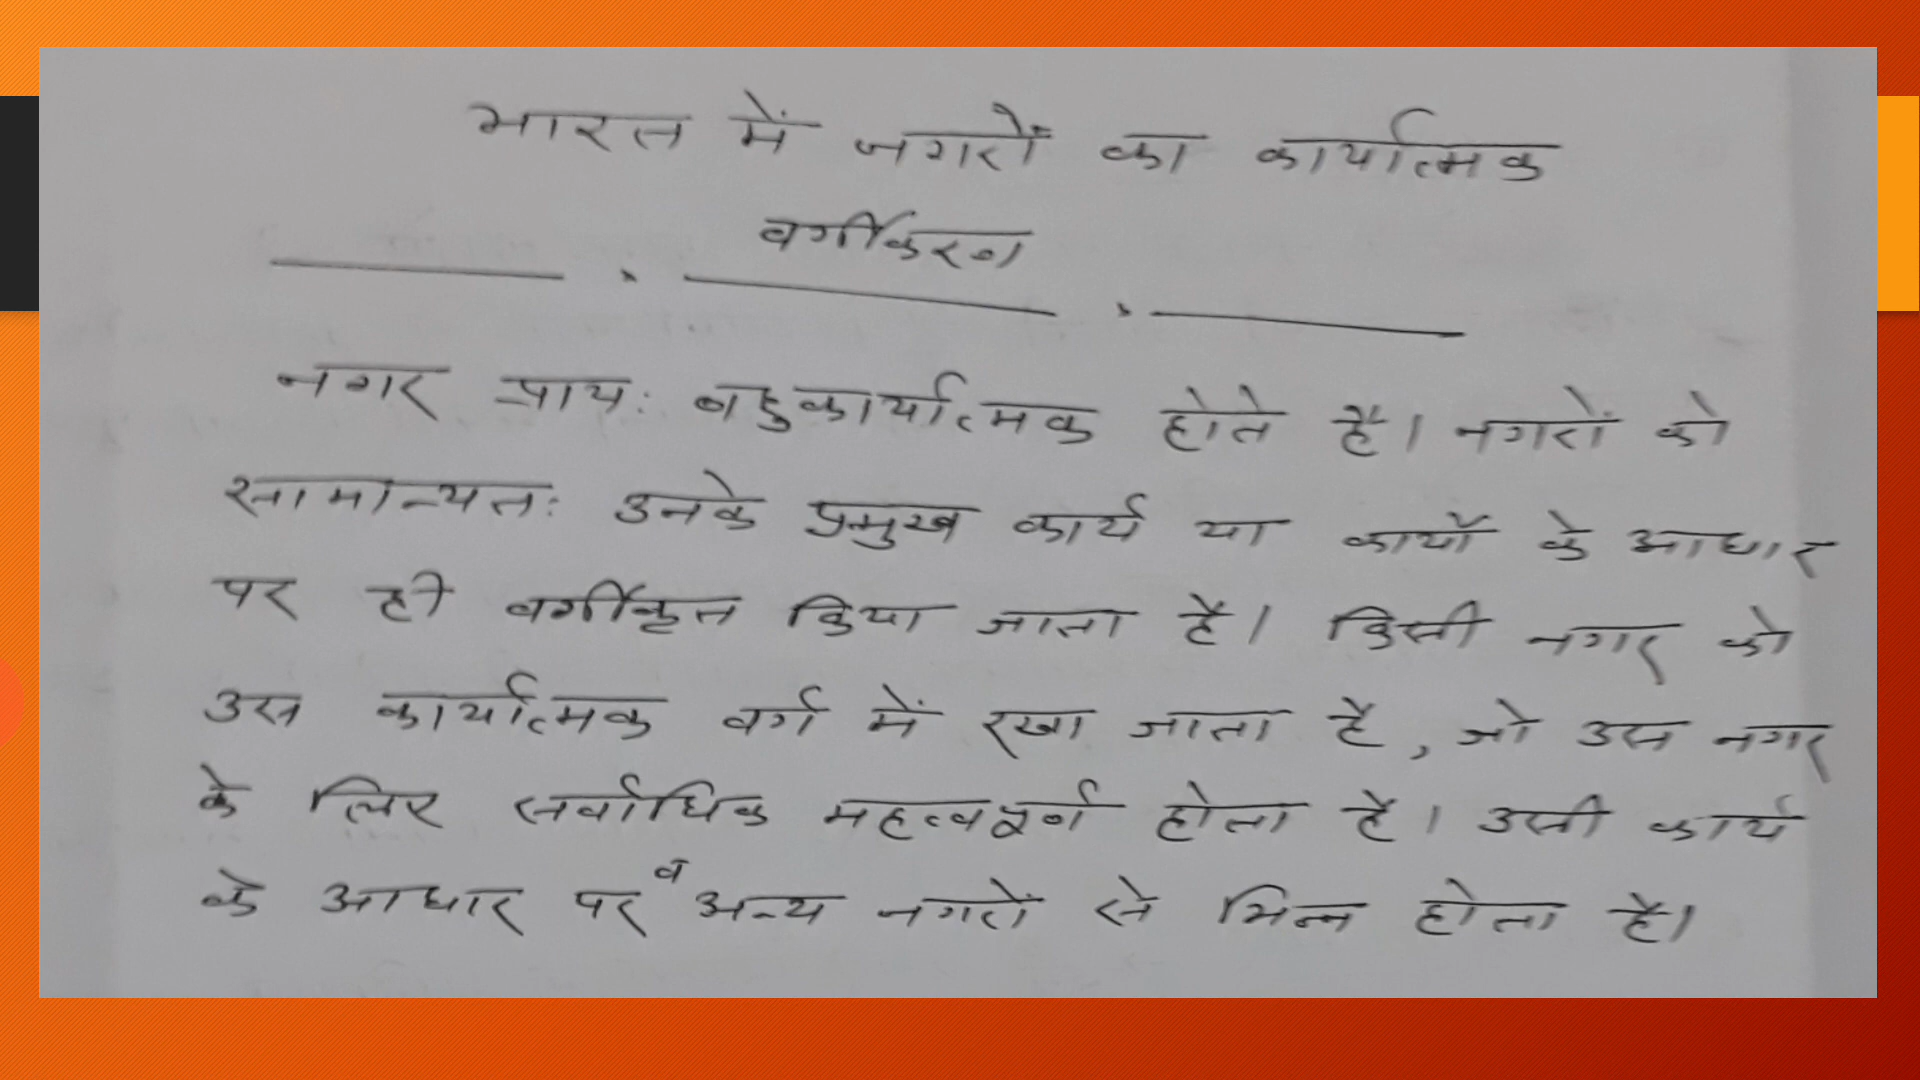 भारत में नगरों का कार्यात्मक
वर्गीकरण
नगर प्रायः बहुकार्यात्मक होते है। नगरों को
सामान्यतः उनके प्रमुख कार्य या कार्यों के आधार
पर ही वर्गीकृत किया जाता है। किसी नगर को
उस कार्यात्मक वर्ग में रखा जाता है, जो उस नगर
के लिए सर्वाधिक महत्वपूर्ण होता है। उसी कार्य
के आधार पर व अन्य नगरों से भिन्न होता है।